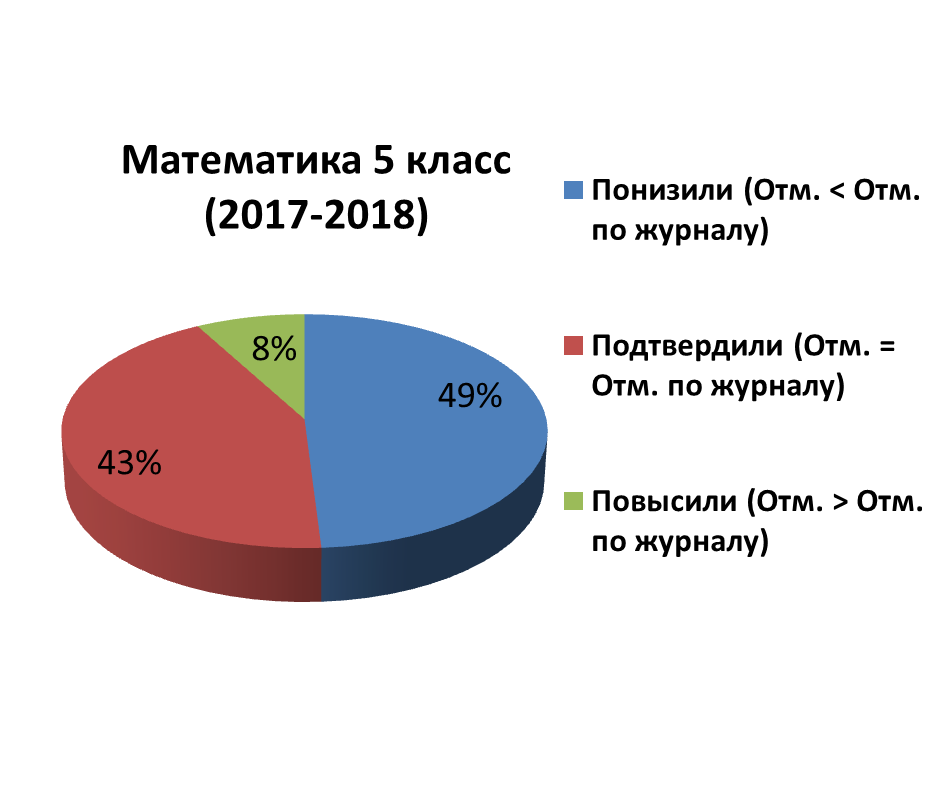 Математика 5 класс
(2017-2018)
Понизили (Отм. < Отм.
по журналу)
Подтвердили (Отм. =
Отм. по журналу)
Повысили (Отм. > Отм.
по журналу)
8%
49%
43%